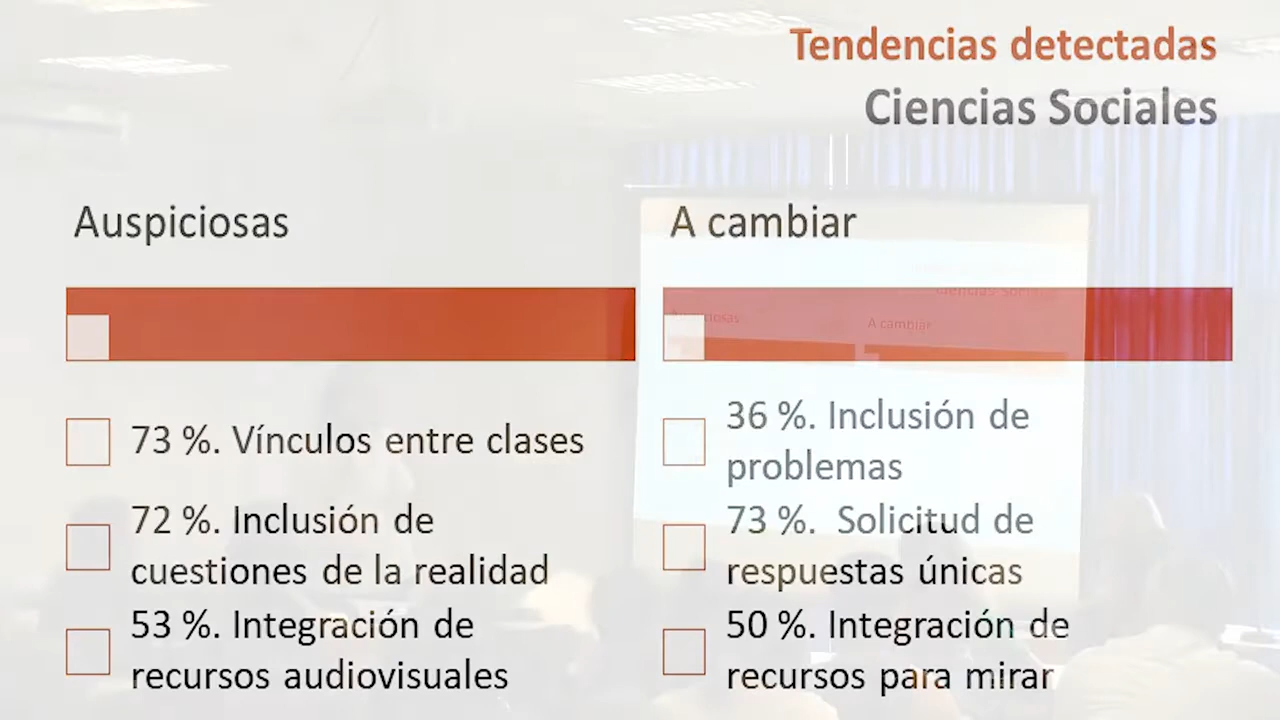 Tendencias detectadas
Ciencias Sociales
Auspiciosas
A cambiar
73 %. Vínculos entre clases
72 %. Inclusión de
cuestiones de la realidad
53 %. Integración de
recursos audiovisuales
36 %. Inclusión de
problemas
73 %. Solicitud de
respuestas únicas
50 %. Integración de
recursos para mirar
A cambiar